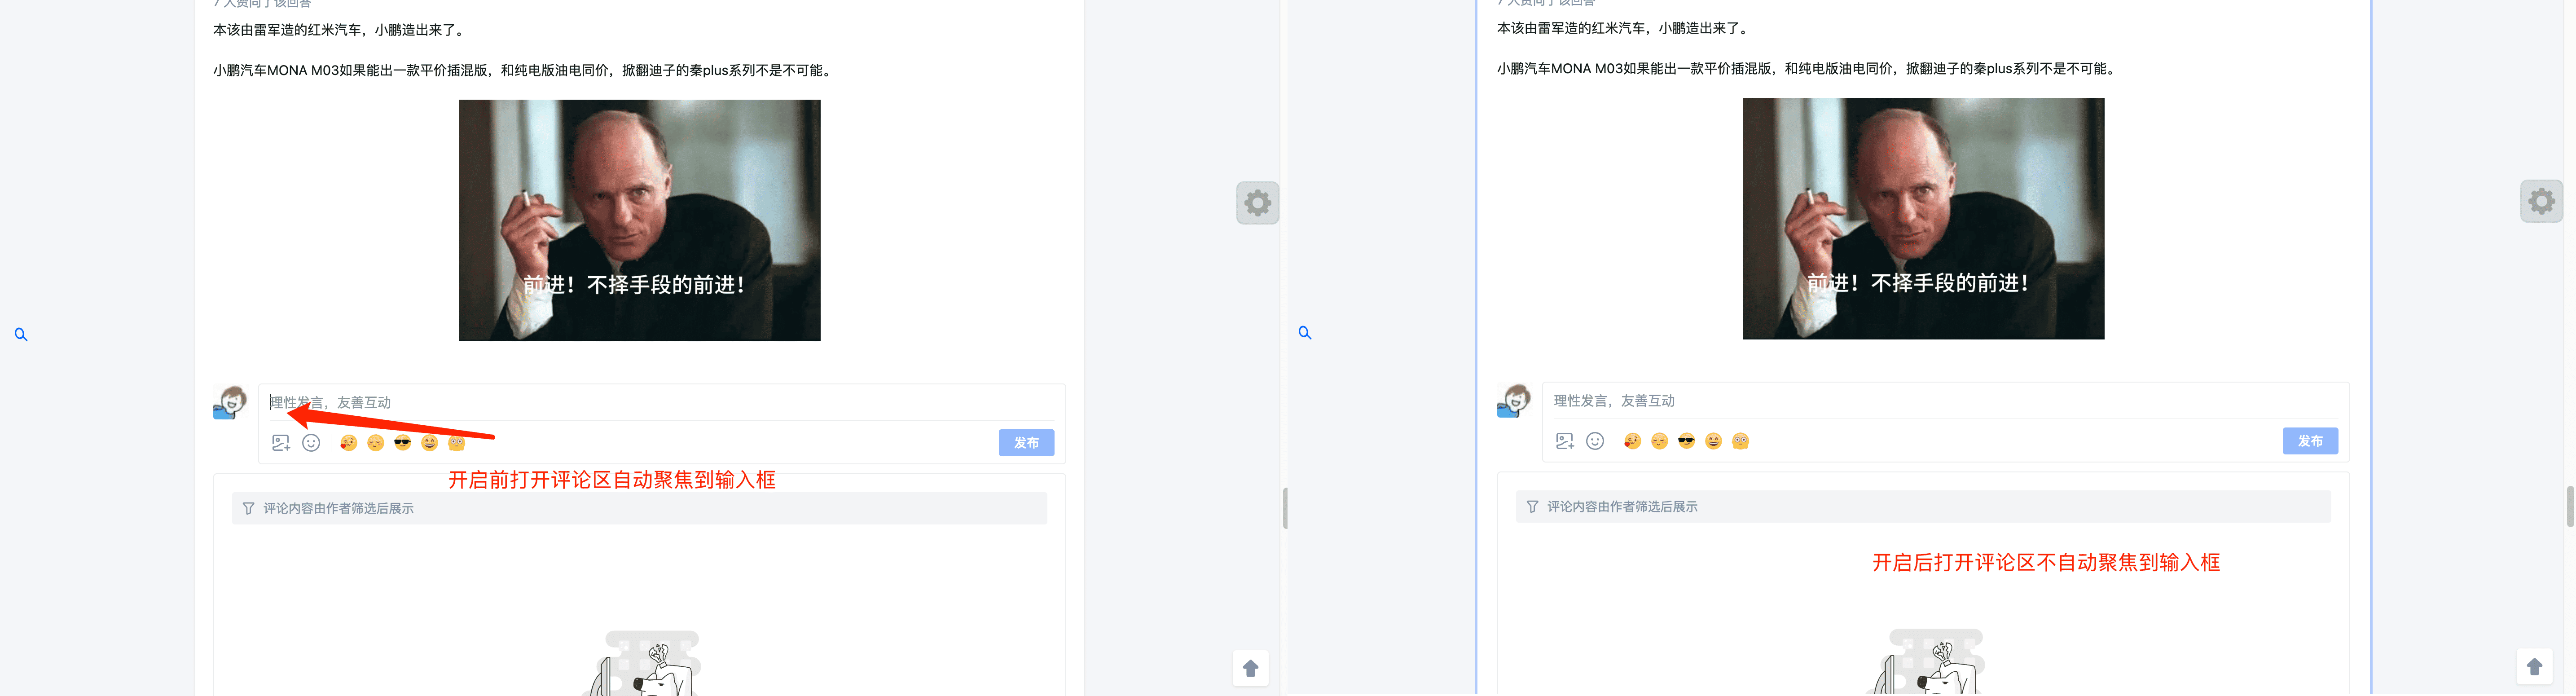 7 人赞同了该回答
本该由雷军造的红米汽车，小鹏造出来了。
小鹏汽车MONA M03如果能出一款平价插混版，和纯电版油电同价，掀翻迪子的秦plus系列不是不可能。
前进！不择手段的前进！
理性发言，友善互动
发布
开启前打开评论区自动聚焦到输入框
评论内容由作者筛选后展示
7 人赞同了该回答
本该由雷军造的红米汽车，小鹏造出来了。
小鹏汽车MONA M03如果能出一款平价插混版，和纯电版油电同价，掀翻迪子的秦plus系列不是不可能。
前进！不择手段的前进！
理性发言，友善互动
发布
评论内容由作者筛选后展示
开启后打开评论区不自动聚焦到输入框